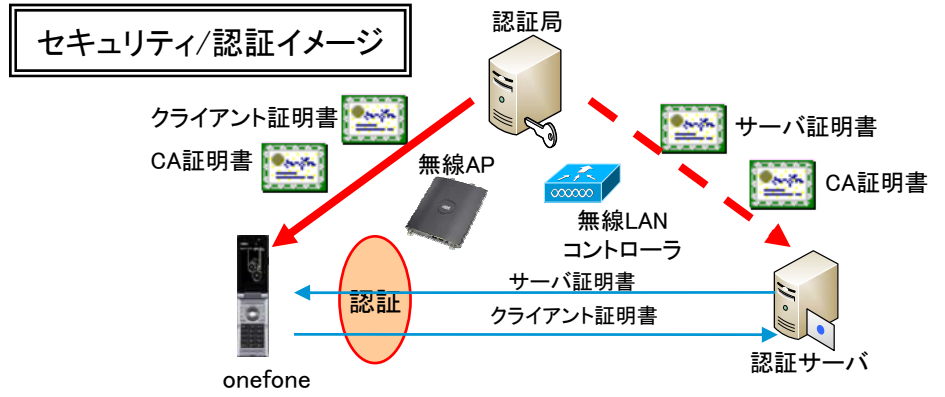 セキュリティ/認証イメージ
認証局
クライアント証明書
CA証明書
サーバ証明書
CA証明書
無線AP
無線LAN
コントローラ
サーバ証明書
認証
クライアント証明書
認証サーバ
onefone